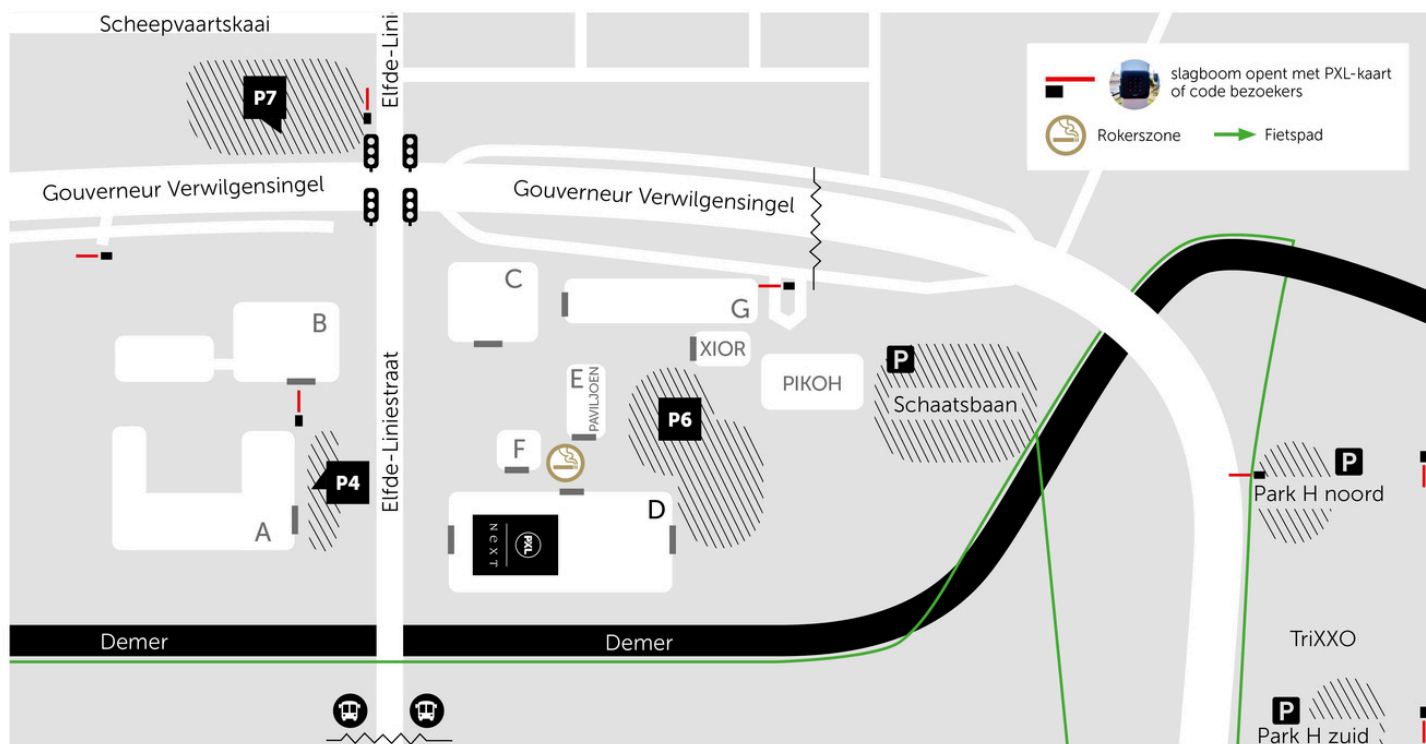 Scheepvaartskaai
Elfde-Lini
P7
slagboom opent met PXL-kaart
of code bezoekers
Rokerszone
Fietspad
Gouverneur Verwilgensingel
Gouverneur Verwilgensingel
C
G
B
XIOR
E
PAVILJOEN
PIKOH
P
Schaatsbaan
Elfde-Liniestraat
P6
F
P4
A
D
PXL
NeXT
P
Park H noord
Demer
Demer
TriXXO
P
Park H zuid